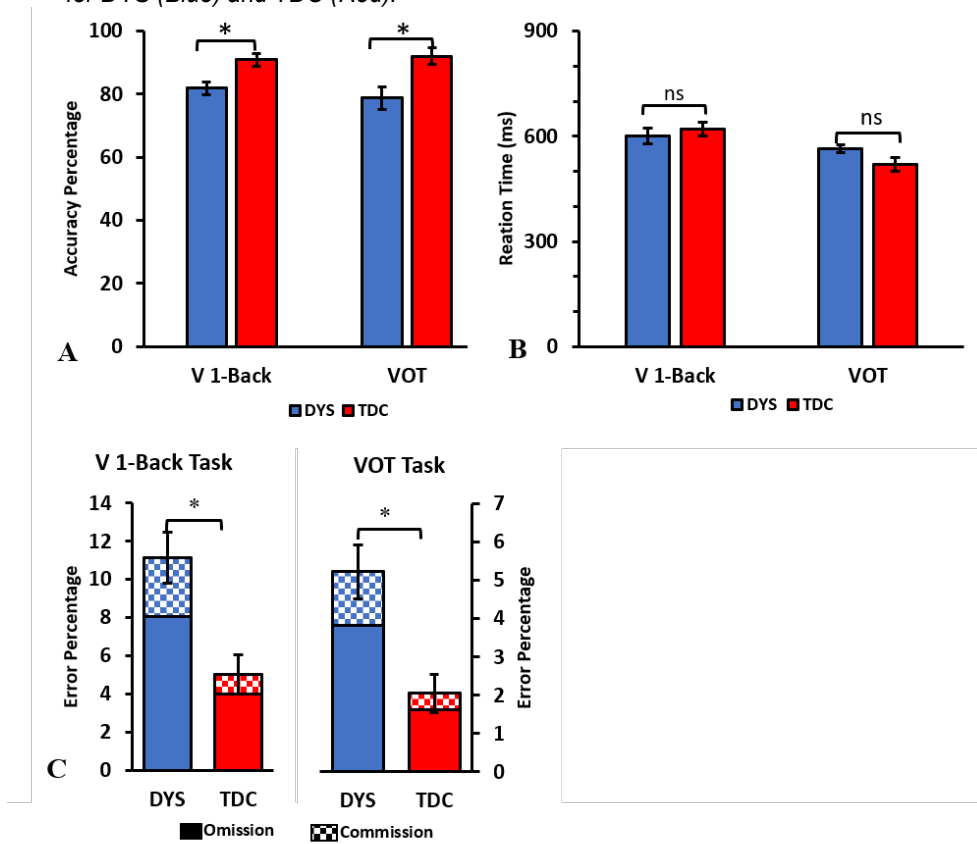 for DYS (Blue) and TDC (Red).
100
80
60
40
20
0
Accuracy Percentage
*
*
V 1-Back
VOT
A
DYS TDC
900
600
300
0
Reation Time (ms)
ns
ns
V 1-Back
VOT
B
DYS TDC
V 1-Back Task
14
12
10
8
6
4
2
0
Error Percentage
*
DYS
TDC
C
VOT Task
*
7
6
5
4
3
2
1
0
Error Percentage
DYS
TDC
Omission Commission